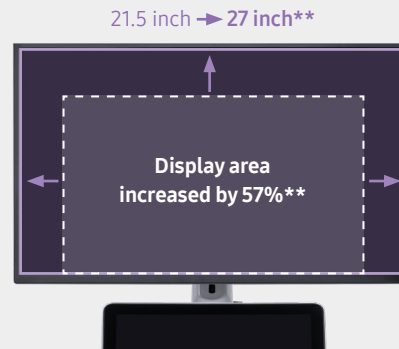 21.5 inch → 27 inch**
Display area
increased by 57%**